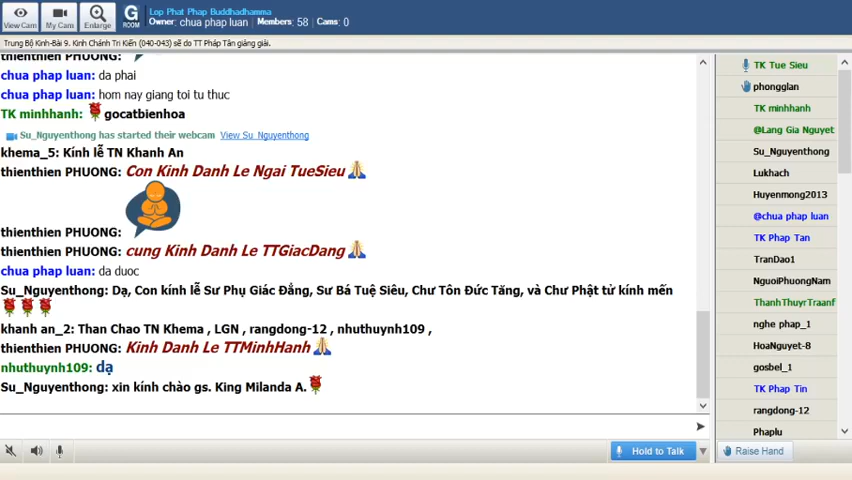 View Cam
My Cam
Enlarge
G
ROOM
Lop Phat Phap Buddhadhamma
Owner: chua phap luan Members: 58 Cams: 0
Trung Bộ Kinh-Bài 9. Kinh Chánh Tri Kiến (040-043) sẽ do TT Pháp Tân giảng giải.
thienthien PHUONG:
chua phap luan: da phai
chua phap luan: hom nay giang toi tu thuc
TK minhhanh: gocatbienhoa
Su_Nguyenthong has started their webcam View Su_Nguyenthong
khema_5: Kính lễ TN Khanh An
thienthien PHUONG: Con Kinh Danh Le Ngai TueSieu
thienthien PHUONG:
thienthien PHUONG: cung Kinh Danh Le TTGiacDang
chua phap luan: da duoc
Su_Nguyenthong: Dạ, Con kính lễ Sư Phụ Giác Đẳng, Sư Bá Tuệ Siêu, Chư Tôn Đức Tăng, và Chư Phật tử kính mến
khanh an_2: Than Chao TN Khema , LGN , rangdong-12 , nhuthuynh109 ,
thienthien PHUONG: Kinh Danh Le TTMinhHanh
nhuthuynh109: dạ
Su_Nguyenthong: xin kính chào gs. King Milanda A.
Hold to Talk
TK Tue Sieu
phongglan
TK minhhanh
@Lang Gia Nguyet
Su_Nguyenthong
Lukhach
Huyenmong2013
@chua phap luan
TK Phap Tan
TranDao1
NguoiPhuongNam
ThanhThuyrTraanf
nghe phap_1
HoaNguyet-8
gosbel_1
TK Phap Tin
rangdong-12
Phaplu
Raise Hand